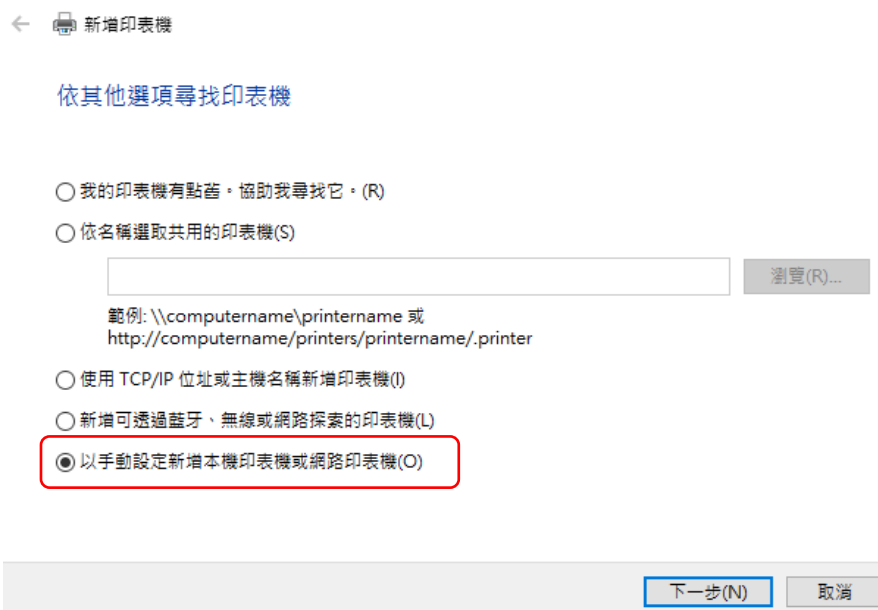 新增印表機
依其他選項尋找印表機
我的印表機有點舊。協助我尋找它。(R)
依名稱選取共用的印表機(S)
瀏覽(R)...
範例: \\computername\printername 或
http://computername/printers/printername/.printer
使用 TCP/IP 位址或主機名稱新增印表機(I)
新增可透過藍牙、無線或網路探索的印表機(L)
以手動設定新增本機印表機或網路印表機(O)
下一步(N)
取消